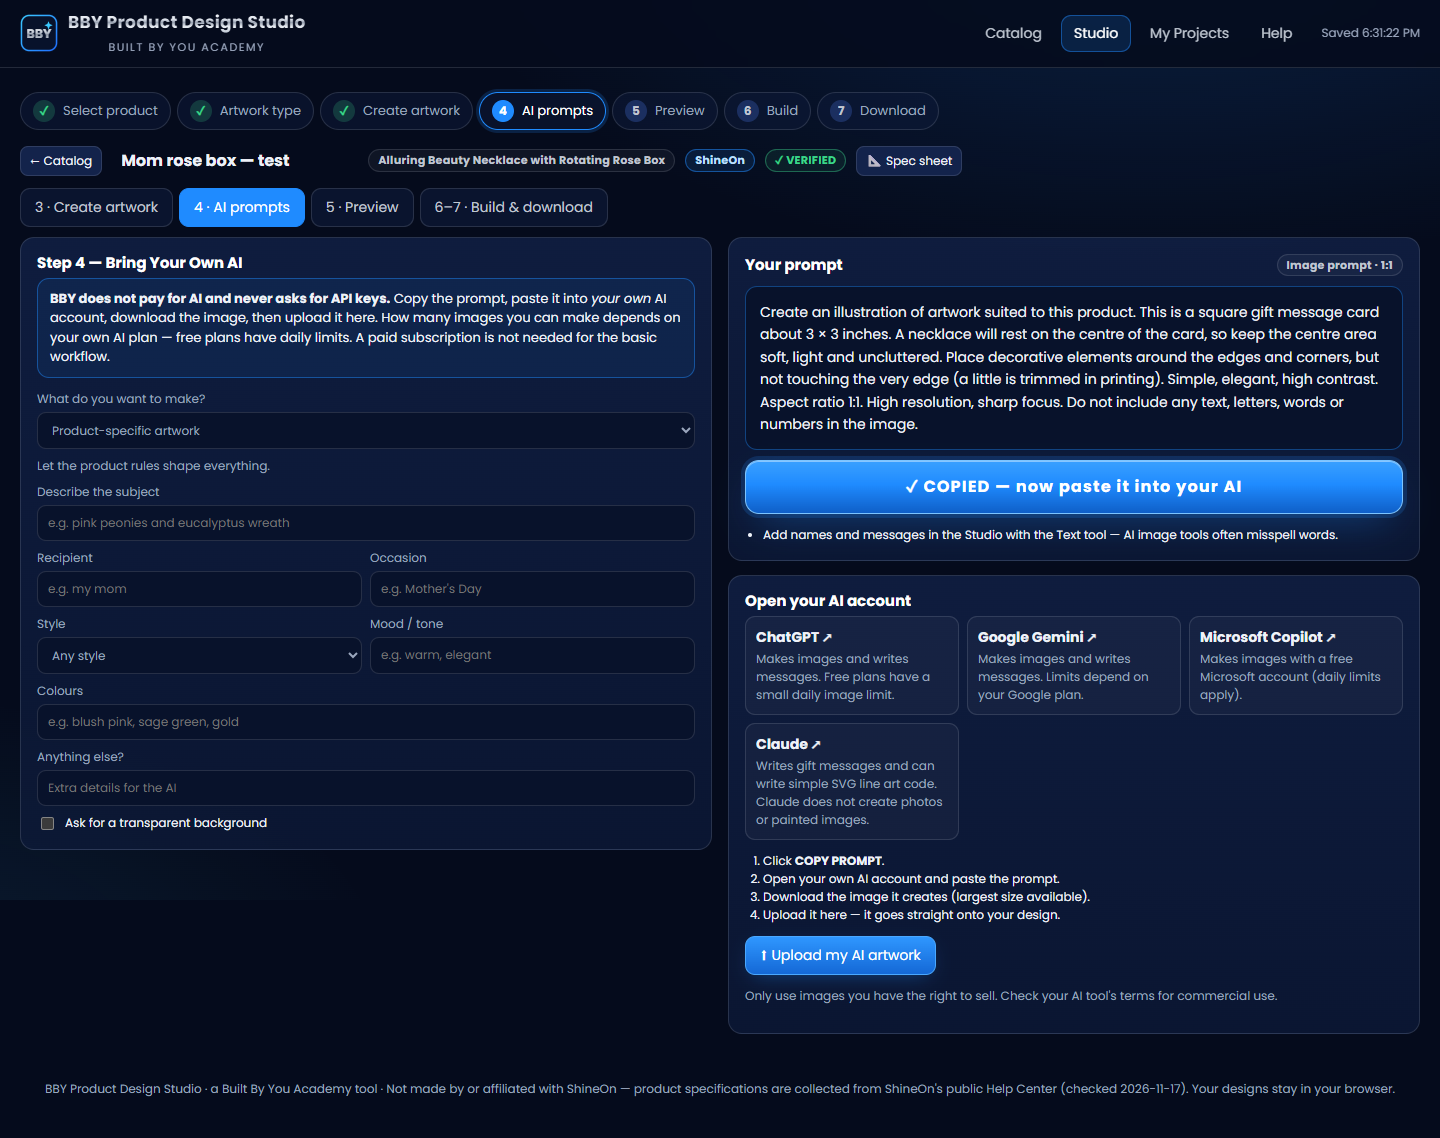 BBY
BBY Product Design Studio
BUILT BY YOU ACADEMY
Catalog
Studio
My Projects
Help
Saved 6:31:22 PM
✓ Select product
✓ Artwork type
✓ Create artwork
4 AI prompts
5 Preview
6 Build
7 Download
← Catalog
Mom rose box — test
Alluring Beauty Necklace with Rotating Rose Box
ShineOn
✓ VERIFIED
📐 Spec sheet
3 · Create artwork
4 · AI prompts
5 · Preview
6–7 · Build & download
Step 4 — Bring Your Own AI
BBY does not pay for AI and never asks for API keys. Copy the prompt, paste it into your own AI
account, download the image, then upload it here. How many images you can make depends on
your own AI plan — free plans have daily limits. A paid subscription is not needed for the basic
workflow.
What do you want to make?
Product-specific artwork
Let the product rules shape everything.
Describe the subject
e.g. pink peonies and eucalyptus wreath
Recipient
Occasion
e.g. my mom
e.g. Mother's Day
Style
Mood / tone
Any style
e.g. warm, elegant
Colours
e.g. blush pink, sage green, gold
Anything else?
Extra details for the AI
Ask for a transparent background
Your prompt
Image prompt · 1:1
Create an illustration of artwork suited to this product. This is a square gift message card
about 3 × 3 inches. A necklace will rest on the centre of the card, so keep the centre area
soft, light and uncluttered. Place decorative elements around the edges and corners, but
not touching the very edge (a little is trimmed in printing). Simple, elegant, high contrast.
Aspect ratio 1:1. High resolution, sharp focus. Do not include any text, letters, words or
numbers in the image.
✓ COPIED — now paste it into your AI
• Add names and messages in the Studio with the Text tool — AI image tools often misspell words.
Open your AI account
ChatGPT ↗
Makes images and writes
messages. Free plans have a
small daily image limit.
Google Gemini ↗
Makes images and writes
messages. Limits depend on
your Google plan.
Microsoft Copilot ↗
Makes images with a free
Microsoft account (daily limits
apply).
Claude ↗
Writes gift messages and can
write simple SVG line art code.
Claude does not create photos
or painted images.
1. Click COPY PROMPT.
2. Open your own AI account and paste the prompt.
3. Download the image it creates (largest size available).
4. Upload it here — it goes straight onto your design.
⬆ Upload my AI artwork
Only use images you have the right to sell. Check your AI tool's terms for commercial use.
BBY Product Design Studio · a Built By You Academy tool · Not made by or affiliated with ShineOn — product specifications are collected from ShineOn's public Help Center (checked 2026-11-17). Your designs stay in your browser.